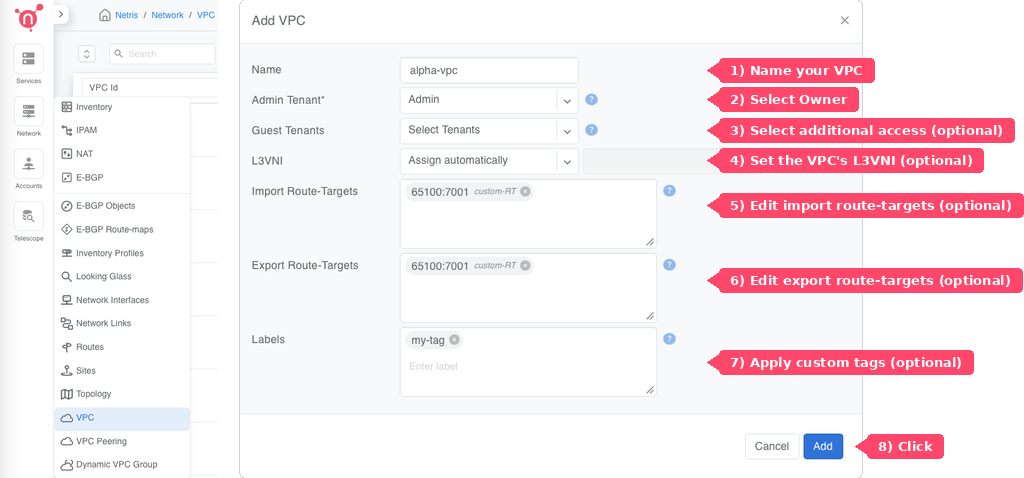 Netris / Network / VPC
Services
Network
Accounts
Telescope
Search
VPC Id
Inventory
IPAM
NAT
E-BGP
E-BGP Objects
E-BGP Route-maps
Inventory Profiles
Looking Glass
Network Interfaces
Network Links
Routes
Sites
Topology
VPC
VPC Peering
Dynamic VPC Group
Add VPC
Name
alpha-vpc
1) Name your VPC
Admin Tenant*
Admin
?
2) Select Owner
Guest Tenants
Select Tenants
?
3) Select additional access (optional)
L3VNI
Assign automatically
4) Set the VPC's L3VNI (optional)
Import Route-Targets
65100:7001 custom-RT
?
5) Edit import route-targets (optional)
Export Route-Targets
65100:7001 custom-RT
?
6) Edit export route-targets (optional)
Labels
my-tag
?
Enter label
7) Apply custom tags (optional)
Cancel
Add
8) Click